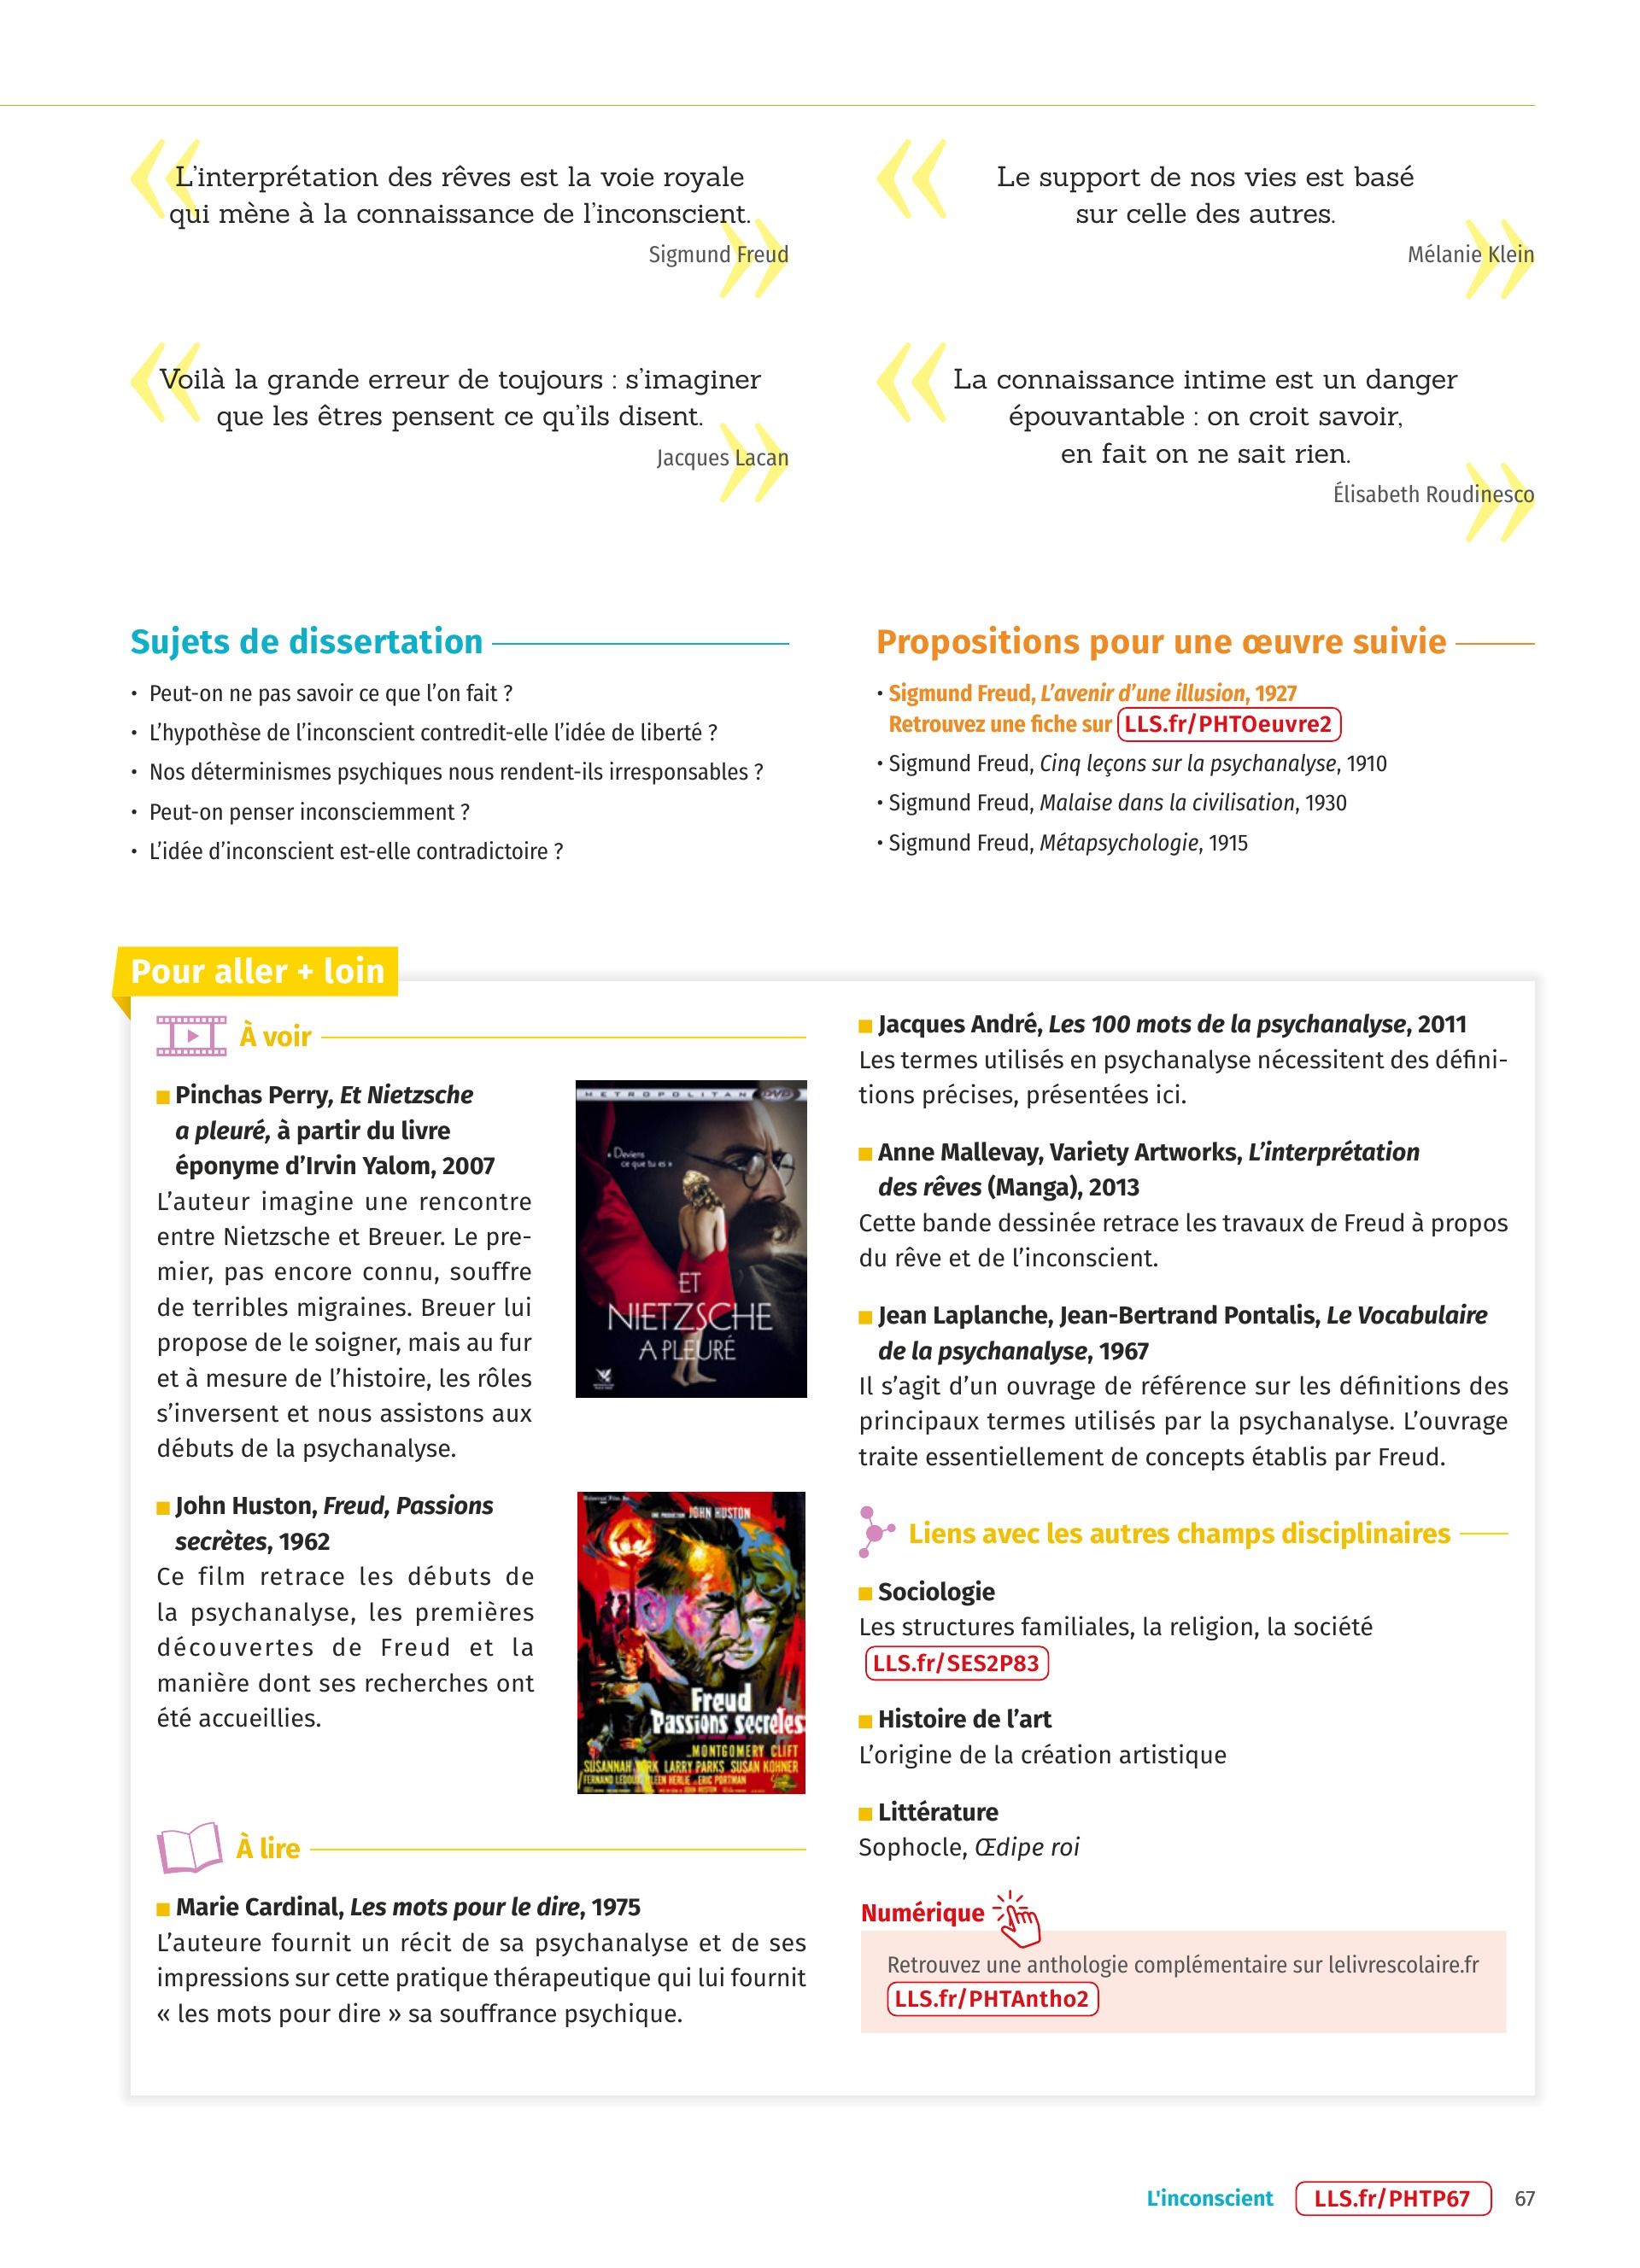 L'interprétation des rêves est la voie royale
qui mène à la connaissance de l'inconscient.
Sigmund Freud
Le support de nos vies est basé
sur celle des autres.
Mélanie Klein
Voilà la grande erreur de toujours : s'imaginer
que les êtres pensent ce qu'ils disent.
Jacques Lacan
La connaissance intime est un danger
épouvantable : on croit savoir,
en fait on ne sait rien.
Élisabeth Roudinesco
Sujets de dissertation
• Peut-on ne pas savoir ce que l'on fait ?
• L'hypothèse de l'inconscient contredit-elle l'idée de liberté ?
• Nos déterminismes psychiques nous rendent-ils irresponsables ?
• Peut-on penser inconsciemment ?
• L'idée d'inconscient est-elle contradictoire ?
Propositions pour une œuvre suivie
• Sigmund Freud, L'avenir d'une illusion, 1927
Retrouvez une fiche sur LLS.fr/PHTOeuvre2
• Sigmund Freud, Cinq leçons sur la psychanalyse, 1910
• Sigmund Freud, Malaise dans la civilisation, 1930
• Sigmund Freud, Métapsychologie, 1915
Pour aller + loin
À voir
Pinchas Perry, Et Nietzsche
a pleuré, à partir du livre
éponyme d'Irvin Yalom, 2007
L'auteur imagine une rencontre
entre Nietzsche et Breuer. Le pre-
mier, pas encore connu, souffre
de terribles migraines. Breuer lui
propose de le soigner, mais au fur
et à mesure de l'histoire, les rôles
s'inversent et nous assistons aux
débuts de la psychanalyse.
METROPOLITAN DVD
« Deviens
ce que tu es »
ET
NIETZSCHE
A PLEURÉ
John Huston, Freud, Passions
secrètes, 1962
Ce film retrace les débuts de
la psychanalyse, les premières
découvertes de Freud et la
manière dont ses recherches ont
été accueillies.
JOHN HUSTON
Freud
Passions secrètes
MONTGOMERY CLIFT
SUSANNAH YORK LARRY PARKS SUSAN KOHNER
FERNAND LEDOUX EILEEN HERLIE ERIC PORTMAN
À lire
Marie Cardinal, Les mots pour le dire, 1975
L'auteure fournit un récit de sa psychanalyse et de ses
impressions sur cette pratique thérapeutique qui lui fournit
« les mots pour dire » sa souffrance psychique.
Jacques André, Les 100 mots de la psychanalyse, 2011
Les termes utilisés en psychanalyse nécessitent des défini-
tions précises, présentées ici.
Anne Mallevay, Variety Artworks, L'interprétation
des rêves (Manga), 2013
Cette bande dessinée retrace les travaux de Freud à propos
du rêve et de l'inconscient.
Jean Laplanche, Jean-Bertrand Pontalis, Le Vocabulaire
de la psychanalyse, 1967
Il s'agit d'un ouvrage de référence sur les définitions des
principaux termes utilisés par la psychanalyse. L'ouvrage
traite essentiellement de concepts établis par Freud.
Liens avec les autres champs disciplinaires
Sociologie
Les structures familiales, la religion, la société
LLS.fr/SES2P83
Histoire de l'art
L'origine de la création artistique
Littérature
Sophocle, Œdipe roi
Numérique
Retrouvez une anthologie complémentaire sur lelivrescolaire.fr
LLS.fr/PHTAntho2
L'inconscient LLS.fr/PHTP67 67